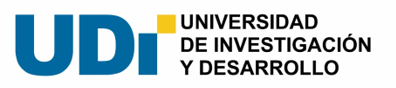 UDi UNIVERSIDAD
DE INVESTIGACIÓN
Y DESARROLLO